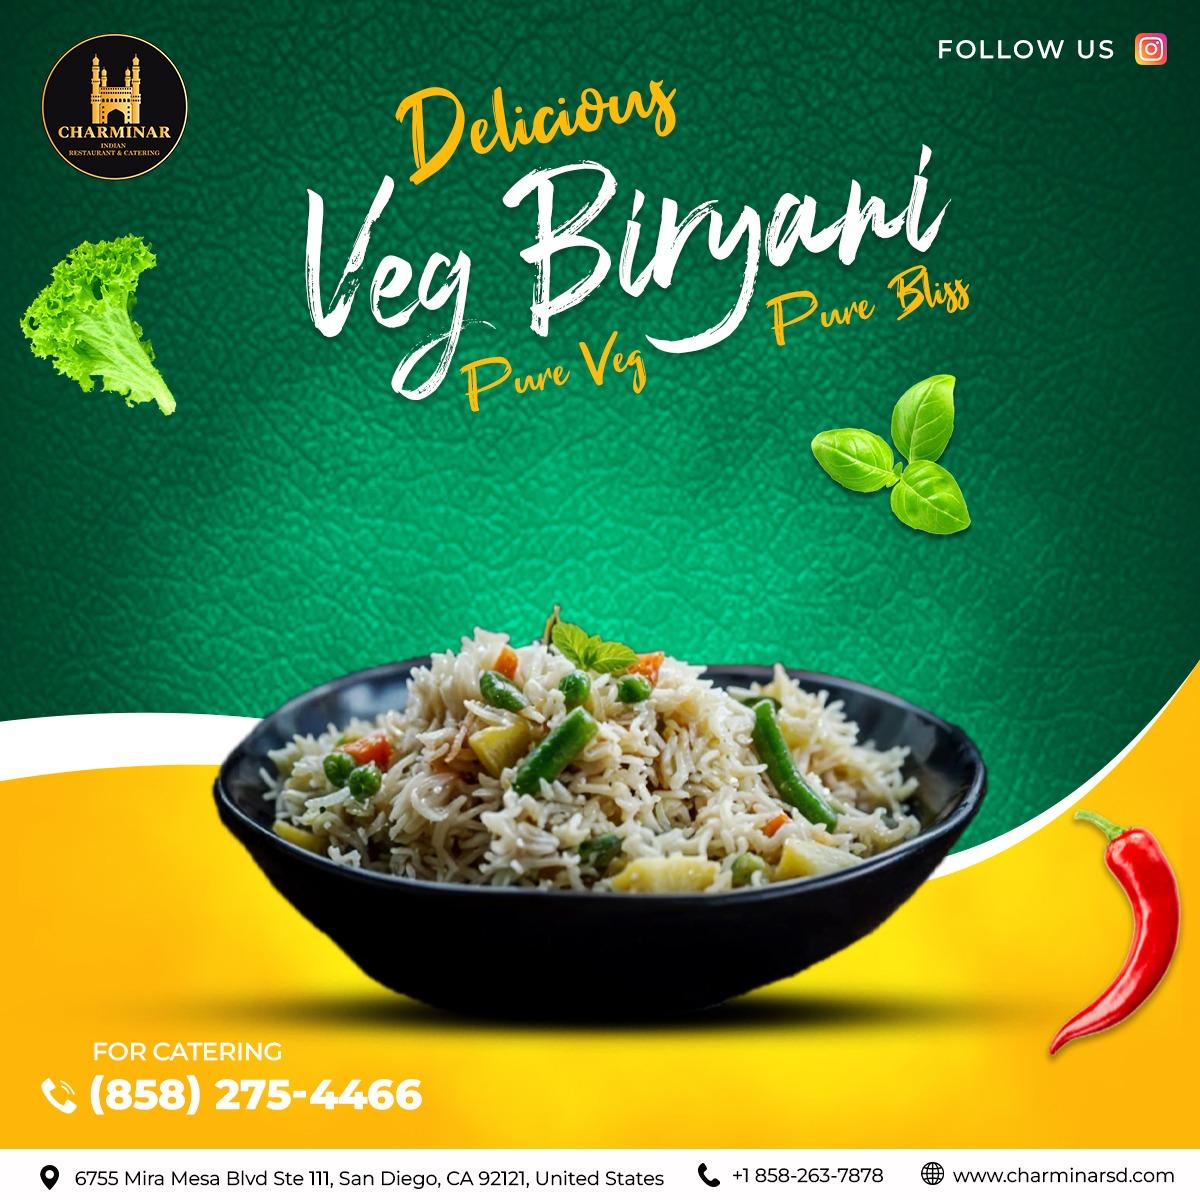 CHARMINAR
INDIAN
RESTAURANT & CATERING
FOLLOW US
Delicious
Veg Biryani
Pure Veg
Pure Bliss
FOR CATERING
(858) 275-4466
6755 Mira Mesa Blvd Ste 111, San Diego, CA 92121, United States
+1 858-263-7878
www.charminarsd.com